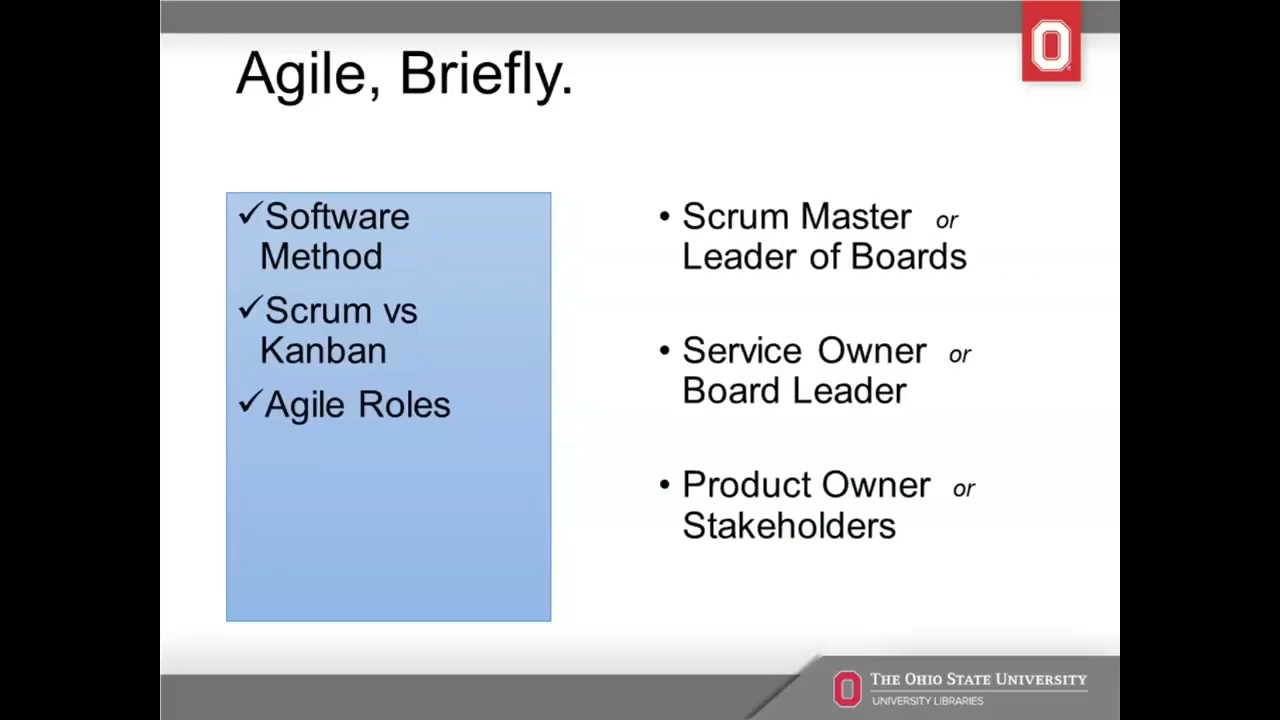 Agile, Briefly.
✓Software
Method
✓Scrum vs
Kanban
✓Agile Roles
• Scrum Master or
Leader of Boards
• Service Owner or
Board Leader
• Product Owner or
Stakeholders
THE OHIO STATE UNIVERSITY
UNIVERSITY LIBRARIES